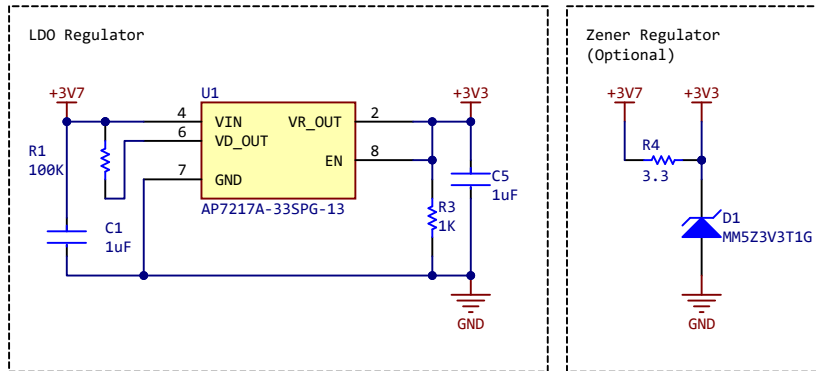 LDO Regulator
+3V7
U1
+3V3
4
VIN
VR_OUT
2
6
VD_OUT
EN
8
R1
100K
7
GND
C5
1uF
AP7217A-33SPG-13
R3
1K
C1
1uF
GND
Zener Regulator
(Optional)
+3V7
+3V3
R4
3.3
D1
MM5Z3V3T1G
GND